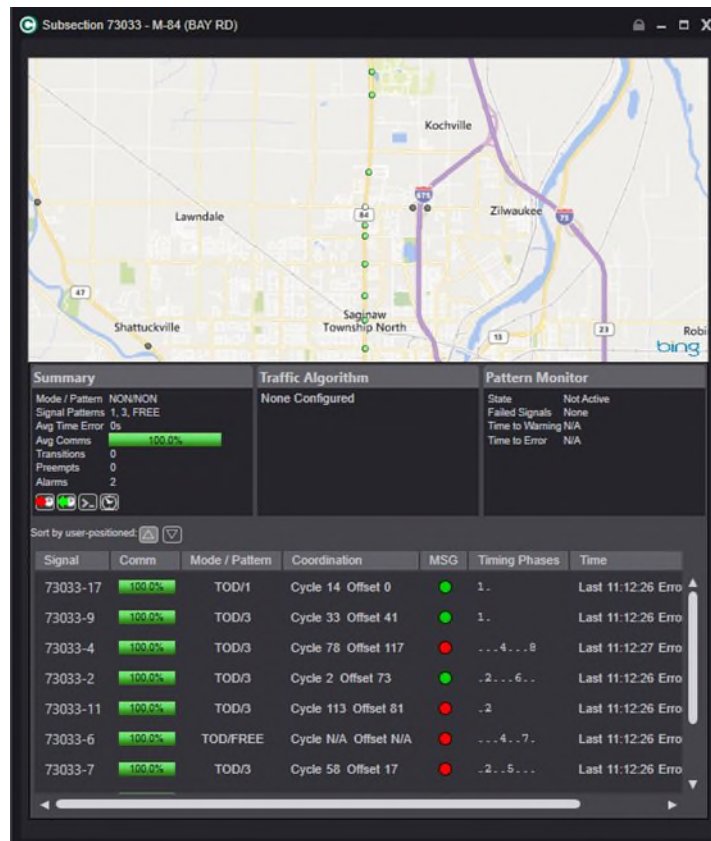 Subsection 73033 - M-84 (BAY RD)
X
Kochville
675
Lawndale
84
Zilwaukee
75
47
Saginaw
Township North
Shattuckville
13
23
Robi
bing
Summary
Mode / Pattern NON/NON
Signal Patterns 1, 3, FREE
Avg Time Error 0s
Avg Comms 100.0%
Transitions 0
Preempts 0
Alarms 2
Traffic Algorithm
None Configured
Pattern Monitor
State Not Active
Failed Signals None
Time to Warning N/A
Time to Error N/A
Sort by user-positioned:
Signal Comm Mode / Pattern Coordination MSG Timing Phases Time
73033-17 100.0% TOD/1 Cycle 14 Offset 0 1. Last 11:12:26 Erro
73033-9 100.0% TOD/3 Cycle 33 Offset 41 1. Last 11:12:26 Erro
73033-4 100.0% TOD/3 Cycle 78 Offset 117 ...4...8 Last 11:12:27 Erro
73033-2 100.0% TOD/3 Cycle 2 Offset 73 .2...6.. Last 11:12:26 Erro
73033-11 100.0% TOD/3 Cycle 113 Offset 81 .2 Last 11:12:26 Erro
73033-6 100.0% TOD/FREE Cycle N/A Offset N/A ...4..7. Last 11:12:26 Erro
73033-7 100.0% TOD/3 Cycle 58 Offset 17 .2..5... Last 11:12:26 Erro